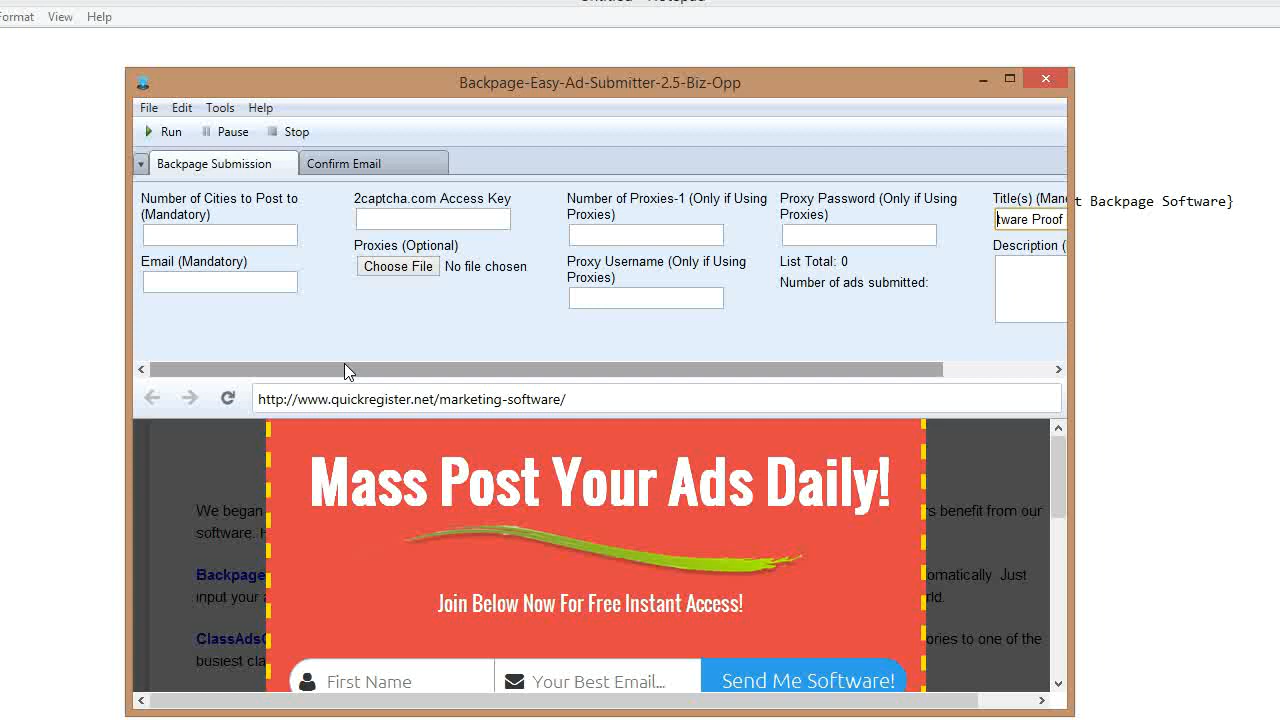 Untitled - Notepad
Format View Help
Backpage-Easy-Ad-Submitter-2.5-Biz-Opp
File Edit Tools Help
Run Pause Stop
Backpage Submission Confirm Email
Number of Cities to Post to
(Mandatory)
Email (Mandatory)
2captcha.com Access Key
Proxies (Optional)
Choose File No file chosen
Number of Proxies-1 (Only if Using
Proxies)
Proxy Username (Only if Using
Proxies)
Proxy Password (Only if Using
Proxies)
List Total: 0
Number of ads submitted:
Title(s) (Man
tware Proof
Description (
t Backpage Software}
http://www.quickregister.net/marketing-software/
Mass Post Your Ads Daily!
Join Below Now For Free Instant Access!
First Name Your Best Email... Send Me Software!
We began rs benefit from our
software. H
Backpage omatically Just
input your a rld.
ClassAdsC ories to one of the
busiest cla